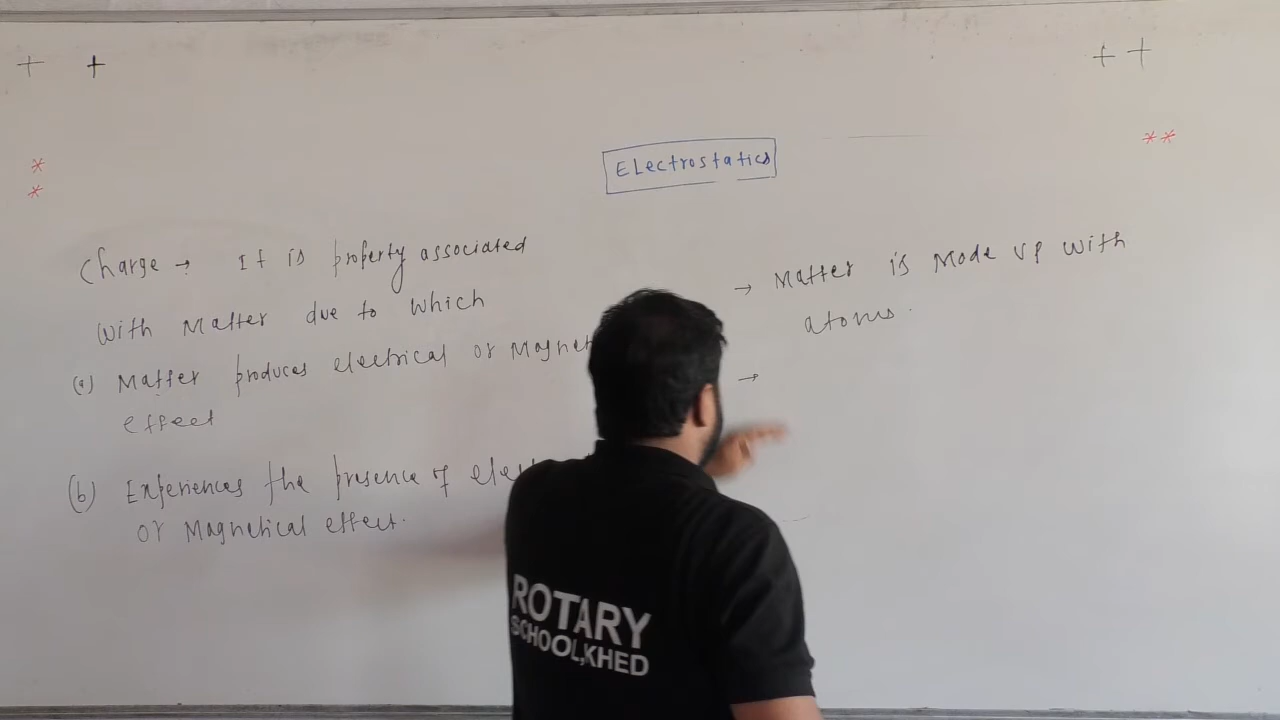 + +
+ +
*
*
**
Electrostatics
Charge → It is property associated
with Matter due to which
(a) Matter produces electrical or Magnet
effect
(b) Experiences the presence of elec
or Magnetical effect.
→ Matter is Made up with
atoms.
→
ROTARY
SCHOOL,KHED